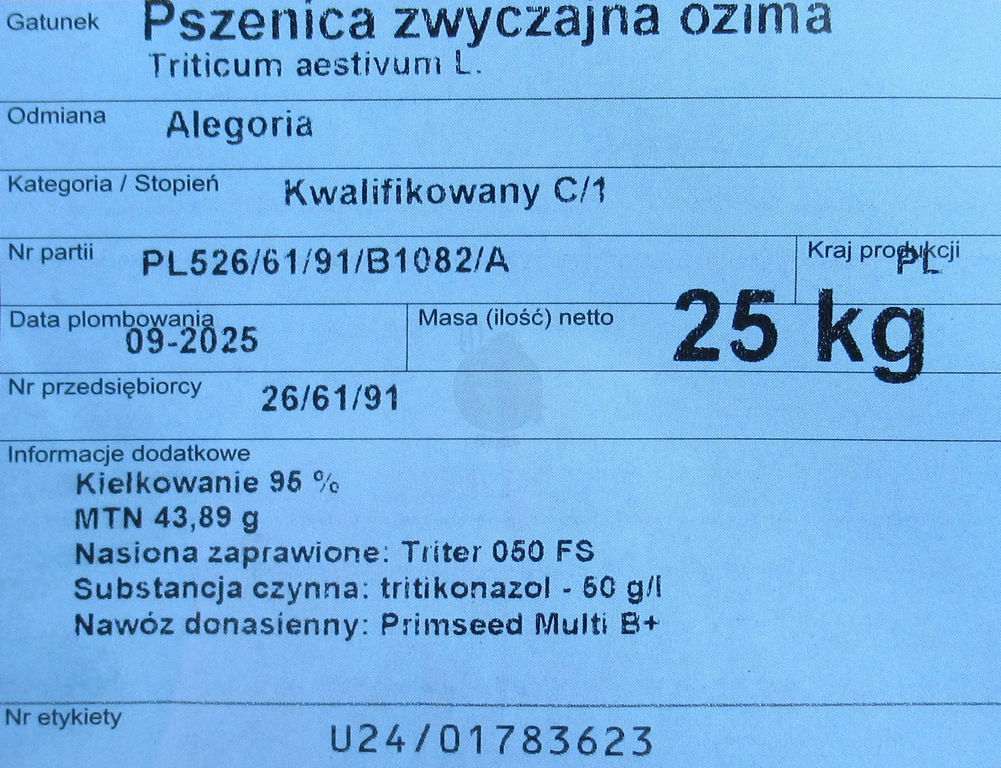 Gatunek Pszenica zwyczajna ozima
Triticum aestivum L.
Odmiana Alegoria
Kategoria / Stopień Kwalifikowany C/1
Nr partii PL526/61/91/B1082/A Kraj produkcji PL
Data plombowania 09-2025 Masa (ilość) netto 25 kg
Nr przedsiębiorcy 26/61/91
Informacje dodatkowe
Kiełkowanie 95 %
MTN 43,89 g
Nasiona zaprawione: Triter 050 FS
Substancja czynna: tritikonazol - 50 g/l
Nawóz donasienny: Primseed Multi B+
Nr etykiety U24/01783623